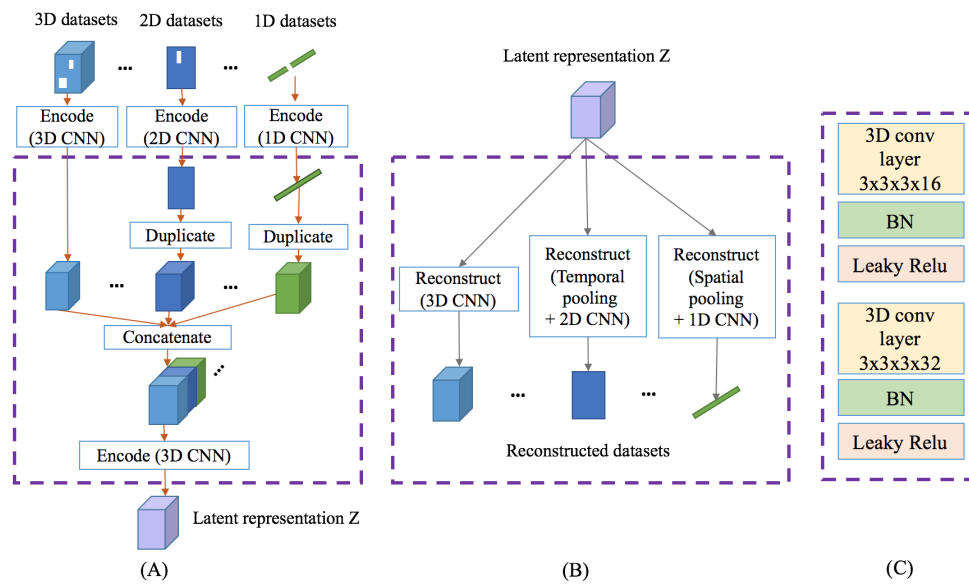 3D datasets
2D datasets
1D datasets
...
...
Encode
(3D CNN)
Encode
(2D CNN)
Encode
(1D CNN)
Duplicate
Duplicate
...
...
Concatenate
...
Encode (3D CNN)
Latent representation Z
(A)
Latent representation Z
Reconstruct
(3D CNN)
Reconstruct
(Temporal
pooling
+ 2D CNN)
Reconstruct
(Spatial
pooling
+ 1D CNN)
...
...
Reconstructed datasets
(B)
3D conv
layer
3x3x3x16
BN
Leaky Relu
3D conv
layer
3x3x3x32
BN
Leaky Relu
(C)